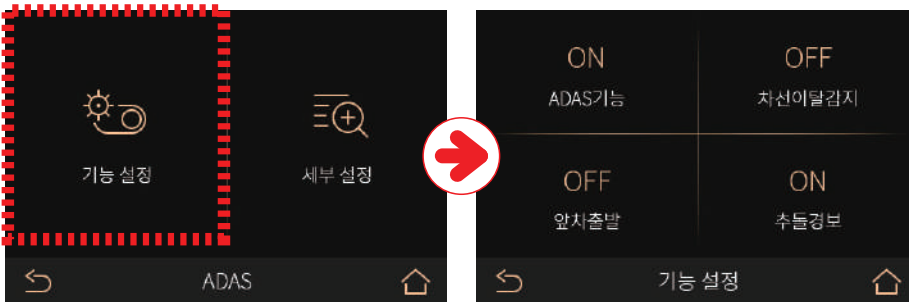 기능 설정
세부 설정
ADAS
ON
ADAS기능
OFF
차선이탈감지
OFF
앞차출발
ON
추돌경보
기능 설정